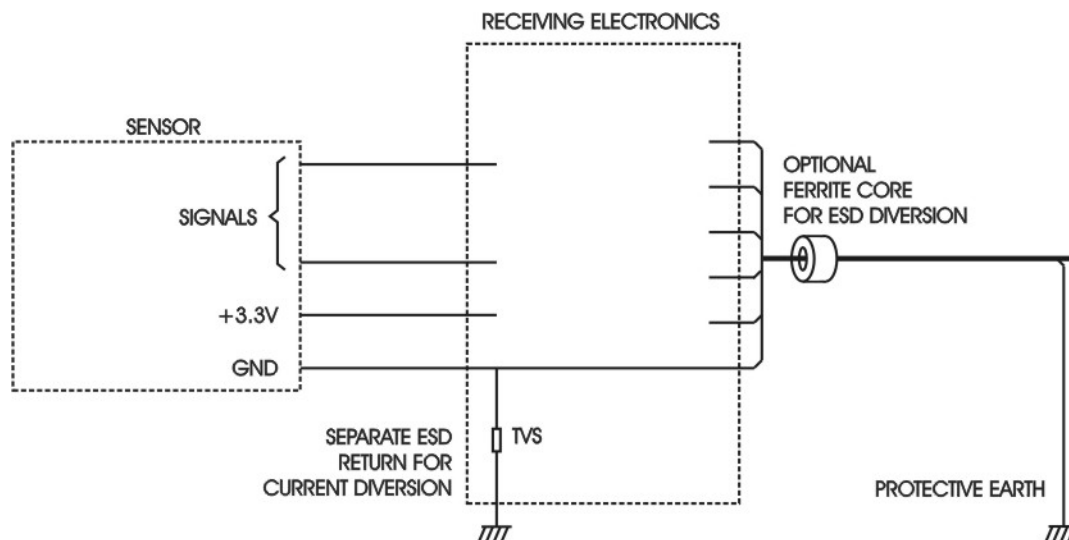 RECEIVING ELECTRONICS
SENSOR
SIGNALS
+3.3V
GND
OPTIONAL
FERRITE CORE
FOR ESD DIVERSION
SEPARATE ESD
RETURN FOR
CURRENT DIVERSION
TVS
PROTECTIVE EARTH